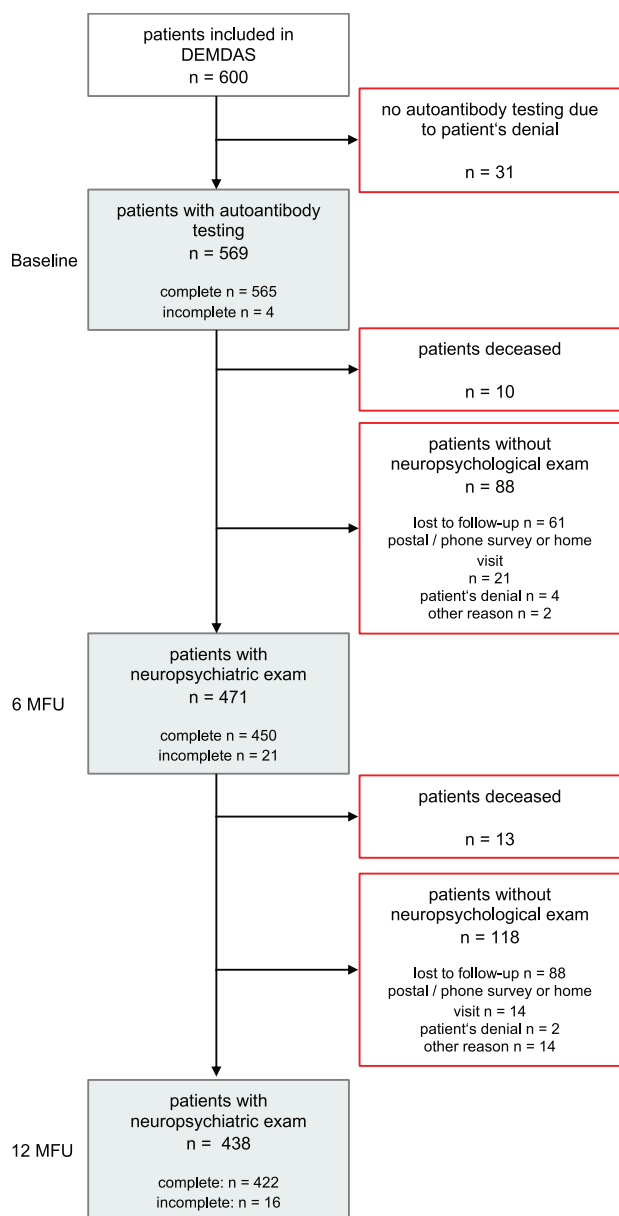 patients included in
DEMDAS
n = 600
no autoantibody testing due
to patient‘s denial
n = 31
patients with autoantibody
testing
n = 569
complete n = 565
incomplete n = 4
Baseline
patients deceased
n = 10
patients without
neuropsychological exam
n = 88
lost to follow-up n = 61
postal / phone survey or home
visit
n = 21
patient‘s denial n = 4
other reason n = 2
patients with
neuropsychiatric exam
n = 471
complete n = 450
incomplete n = 21
6 MFU
patients deceased
n = 13
patients without
neuropsychological exam
n = 118
lost to follow-up n = 88
postal / phone survey or home
visit n = 14
patient‘s denial n = 2
other reason n = 14
patients with
neuropsychiatric exam
n = 438
complete: n = 422
incomplete: n = 16
12 MFU